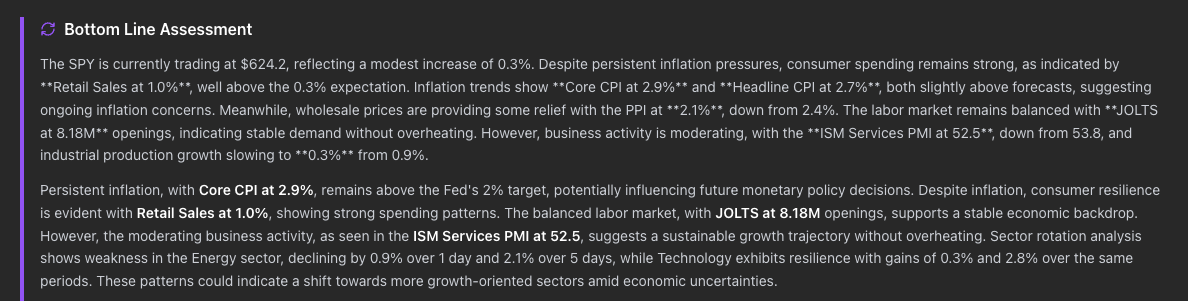 Bottom Line Assessment
The SPY is currently trading at $624.2, reflecting a modest increase of 0.3%. Despite persistent inflation pressures, consumer spending remains strong, as indicated by
**Retail Sales at 1.0%**, well above the 0.3% expectation. Inflation trends show **Core CPI at 2.9%** and **Headline CPI at 2.7%**, both slightly above forecasts, suggesting
ongoing inflation concerns. Meanwhile, wholesale prices are providing some relief with the PPI at **2.1%**, down from 2.4%. The labor market remains balanced with **JOLTS
at 8.18M** openings, indicating stable demand without overheating. However, business activity is moderating, with the **ISM Services PMI at 52.5**, down from 53.8, and
industrial production growth slowing to **0.3%** from 0.9%.
Persistent inflation, with Core CPI at 2.9%, remains above the Fed's 2% target, potentially influencing future monetary policy decisions. Despite inflation, consumer resilience
is evident with Retail Sales at 1.0%, showing strong spending patterns. The balanced labor market, with JOLTS at 8.18M openings, supports a stable economic backdrop.
However, the moderating business activity, as seen in the ISM Services PMI at 52.5, suggests a sustainable growth trajectory without overheating. Sector rotation analysis
shows weakness in the Energy sector, declining by 0.9% over 1 day and 2.1% over 5 days, while Technology exhibits resilience with gains of 0.3% and 2.8% over the same
periods. These patterns could indicate a shift towards more growth-oriented sectors amid economic uncertainties.